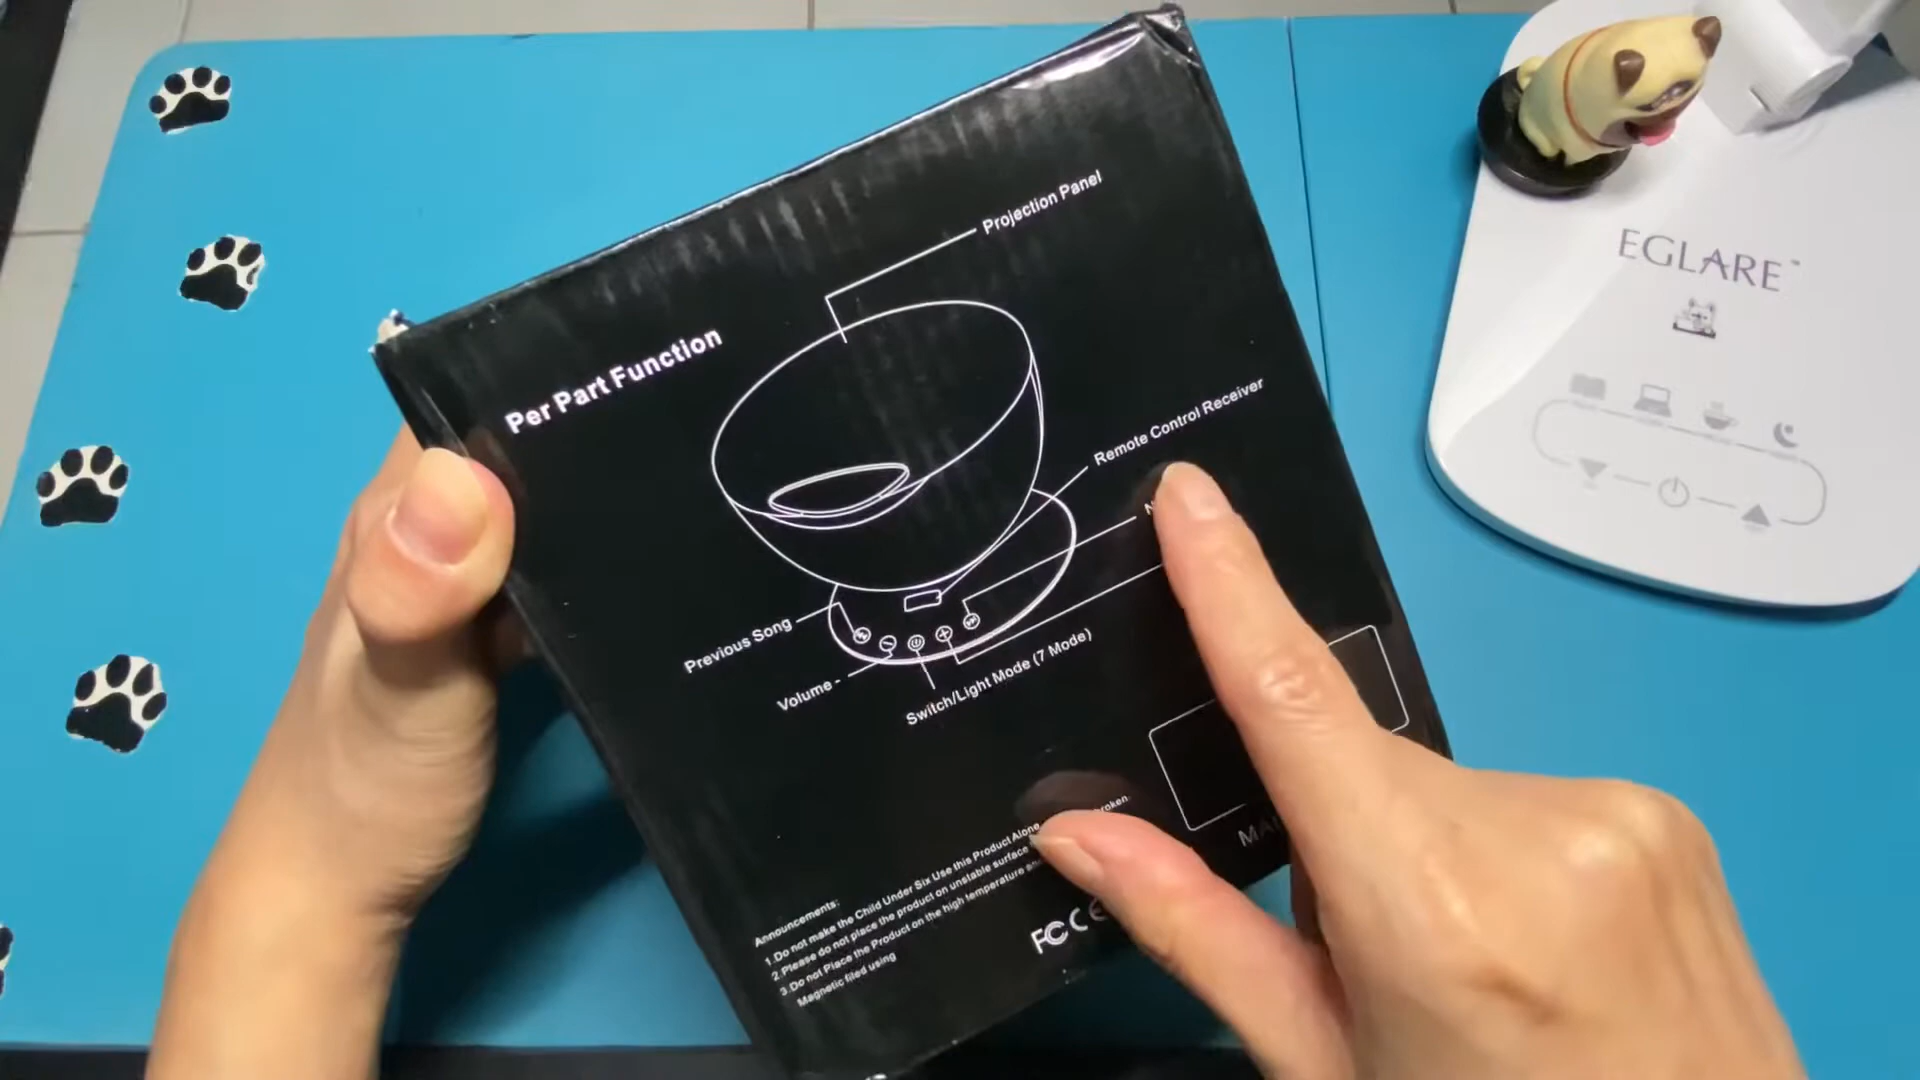 Projection Panel
Per Part Function
Remote Control Receiver
Previous Song
Volume -
Switch/Light Mode (7 Mode)
Announcements:
1.Do not make the Child Under Six Use this Product Alone
2.Please do not place the product on unstable surface
3.Do not Place the Product on the high temperature
Magnetic filed using
FC CE
EGLARE™